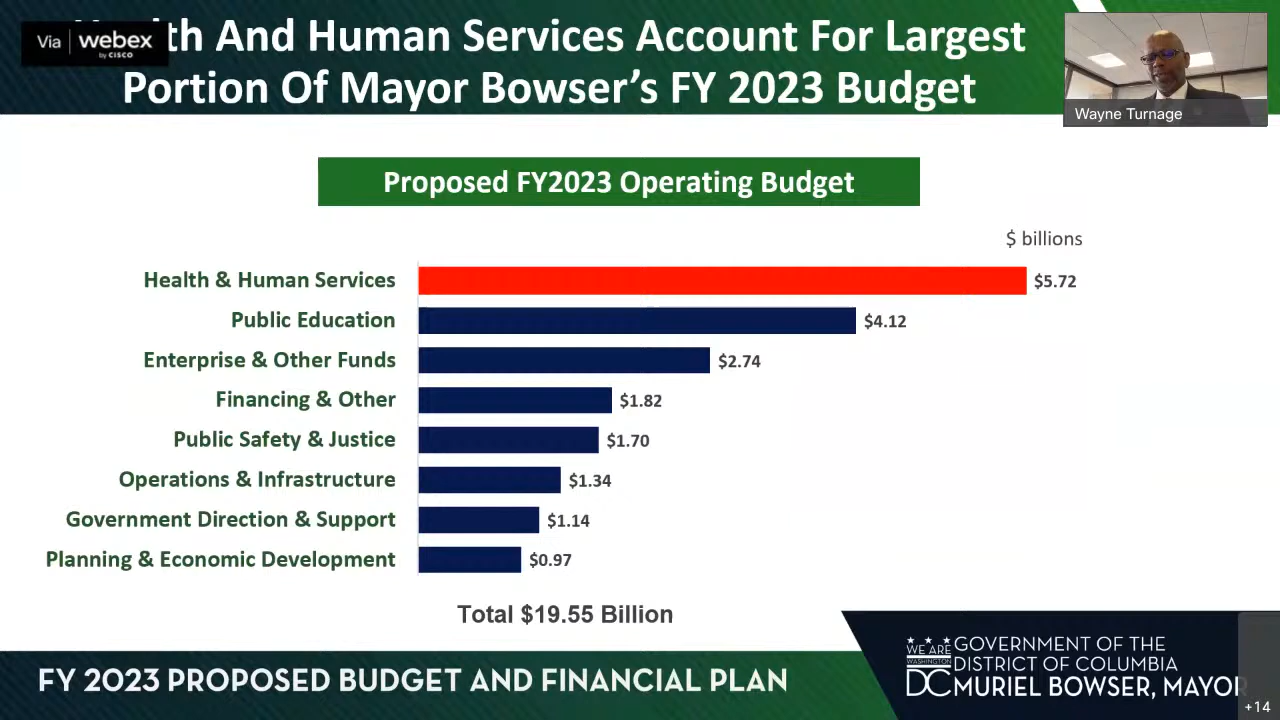 Via webex
by CISCO
And Human Services Account For Largest
Portion Of Mayor Bowser's FY 2023 Budget
Wayne Turnage
Proposed FY2023 Operating Budget
$ billions
Health & Human Services $5.72
Public Education $4.12
Enterprise & Other Funds $2.74
Financing & Other $1.82
Public Safety & Justice $1.70
Operations & Infrastructure $1.34
Government Direction & Support $1.14
Planning & Economic Development $0.97
Total $19.55 Billion
FY 2023 PROPOSED BUDGET AND FINANCIAL PLAN
WE ARE
WASHINGTON
DC
GOVERNMENT OF THE
DISTRICT OF COLUMBIA
MURIEL BOWSER, MAYOR
+14